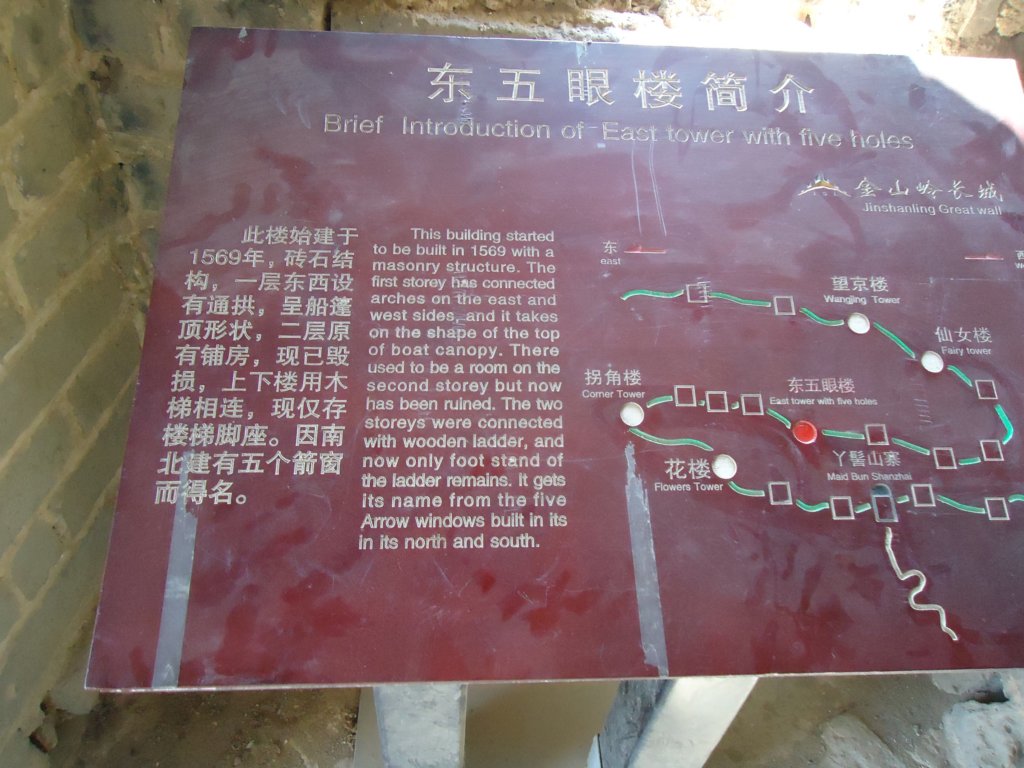 东五眼楼简介
Brief Introduction of East tower with five holes
金山岭长城
Jinshanling Great wall
此楼始建于
1569年，砖石结
构，一层东西设
有通拱，呈船篷
顶形状，二层原
有铺房，现已毁
损，上下楼用木
梯相连，现仅存
楼梯脚座。因南
北建有五个箭窗
而得名。
This building started
to be built in 1569 with a
masonry structure. The
first storey has connected
arches on the east and
west sides, and it takes
on the shape of the top
of boat canopy. There
used to be a room on the
second storey but now
has been ruined. The two
storeys were connected
with wooden ladder, and
now only foot stand of
the ladder remains. It gets
its name from the five
Arrow windows built in its
in its north and south.
东
east
西
望京楼
Wangjing Tower
仙女楼
Fairy tower
拐角楼
Corner Tower
东五眼楼
East tower with five holes
花楼
Flowers Tower
丫髻山寨
Maid Bun Shanzhai